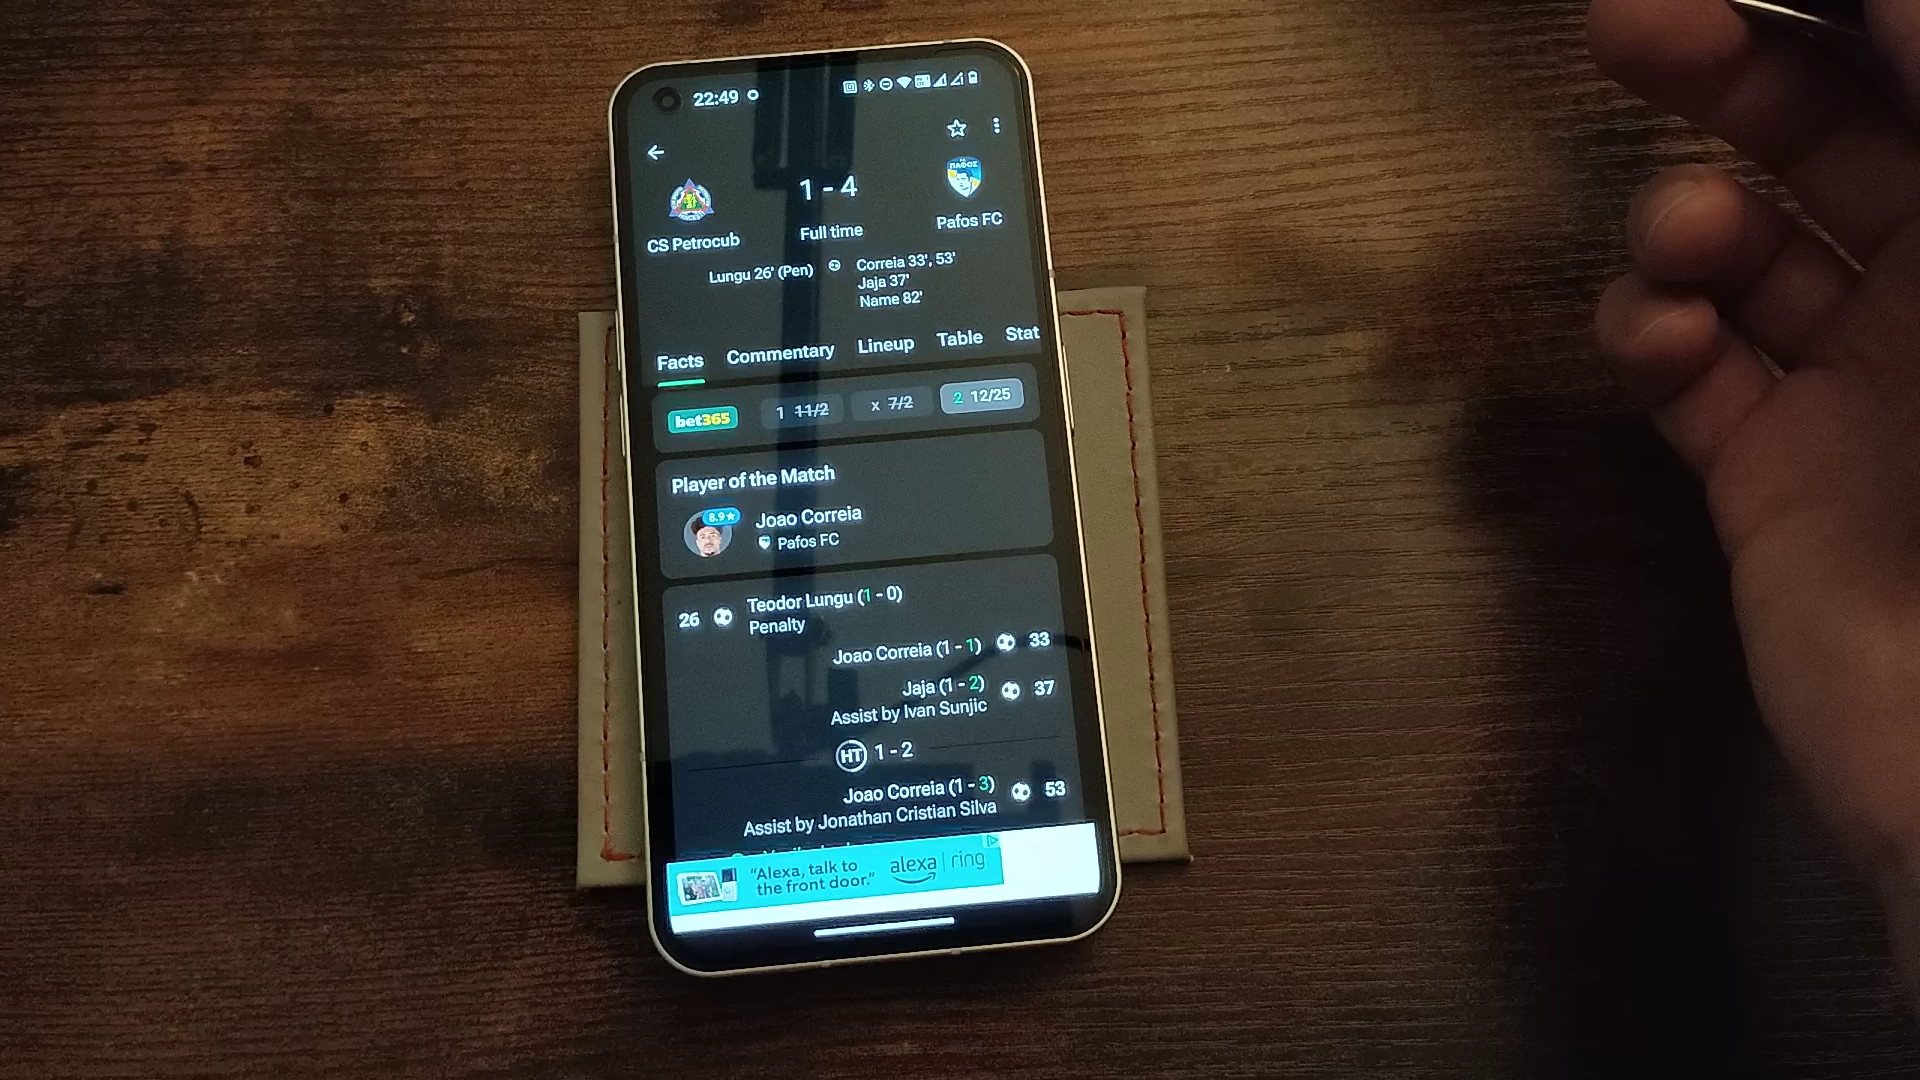 22:49
1 - 4
ΠΑΦΟΣ
CS Petrocub
Full time
Pafos FC
Lungu 26' (Pen)
Correia 33', 53'
Jaja 37'
Name 82'
Facts
Commentary
Lineup
Table
Stat
bet365
1 11/2
x 7/2
2 12/25
Player of the Match
8.9
Joao Correia
Pafos FC
26
Teodor Lungu (1 - 0)
Penalty
Joao Correia (1 - 1)
33
Jaja (1 - 2)
37
Assist by Ivan Sunjic
HT 1 - 2
Joao Correia (1 - 3)
53
Assist by Jonathan Cristian Silva
"Alexa, talk to
the front door."
alexa | ring